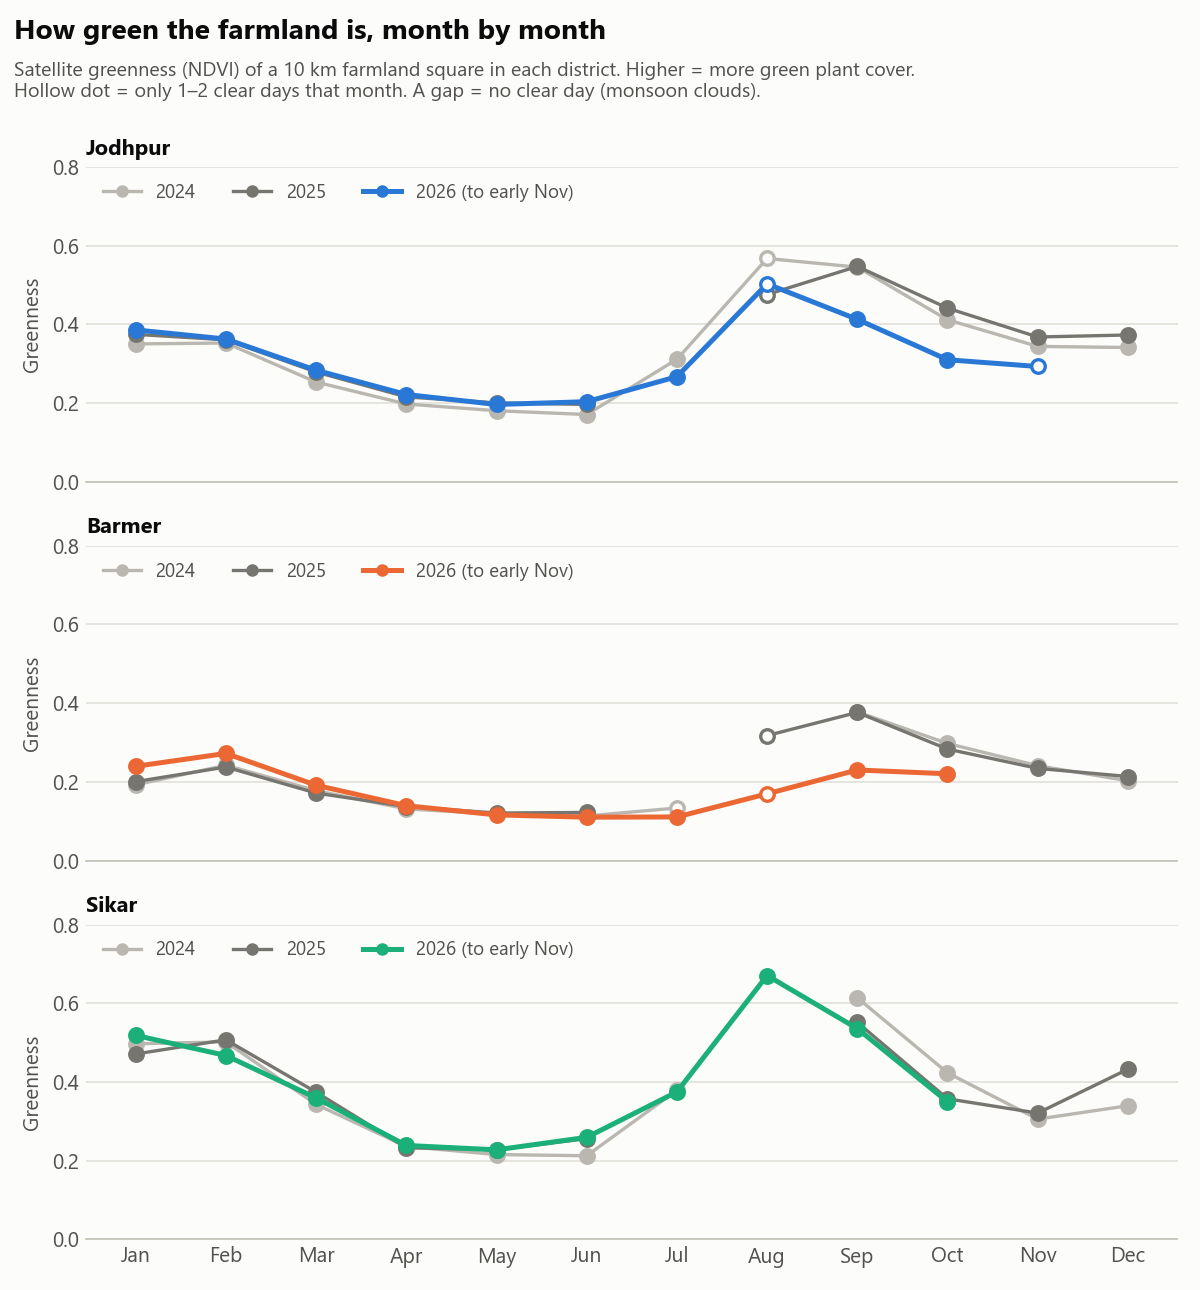 How green the farmland is, month by month
Satellite greenness (NDVI) of a 10 km farmland square in each district. Higher = more green plant cover.
Hollow dot = only 1–2 clear days that month. A gap = no clear day (monsoon clouds).
Jodhpur
0.8
2024 2025 2026 (to early Nov)
0.6
Greenness
0.4
0.2
0.0
Barmer
0.8
2024 2025 2026 (to early Nov)
0.6
Greenness
0.4
0.2
0.0
Sikar
0.8
2024 2025 2026 (to early Nov)
0.6
Greenness
0.4
0.2
0.0
Jan Feb Mar Apr May Jun Jul Aug Sep Oct Nov Dec